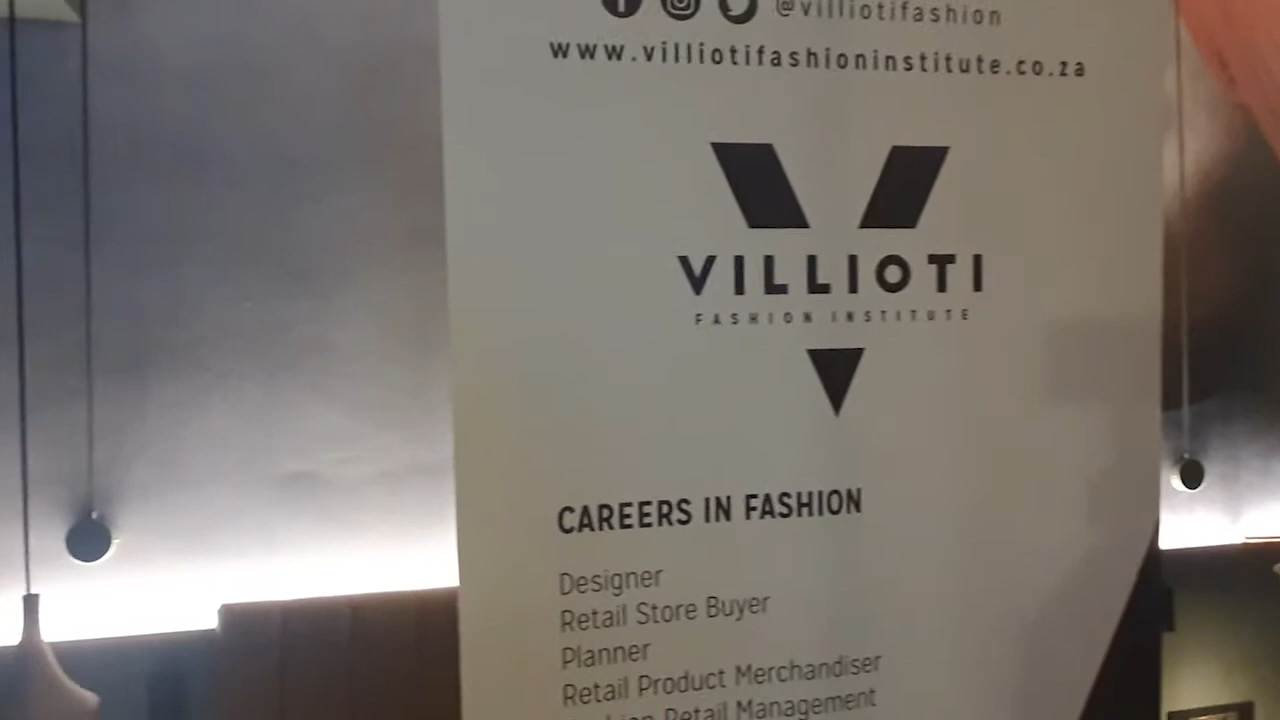 @villiotifashion
www.villiotifashioninstitute.co.za
VILLIOTI
FASHION INSTITUTE
CAREERS IN FASHION
Designer
Retail Store Buyer
Planner
Retail Product Merchandiser
Retail Management